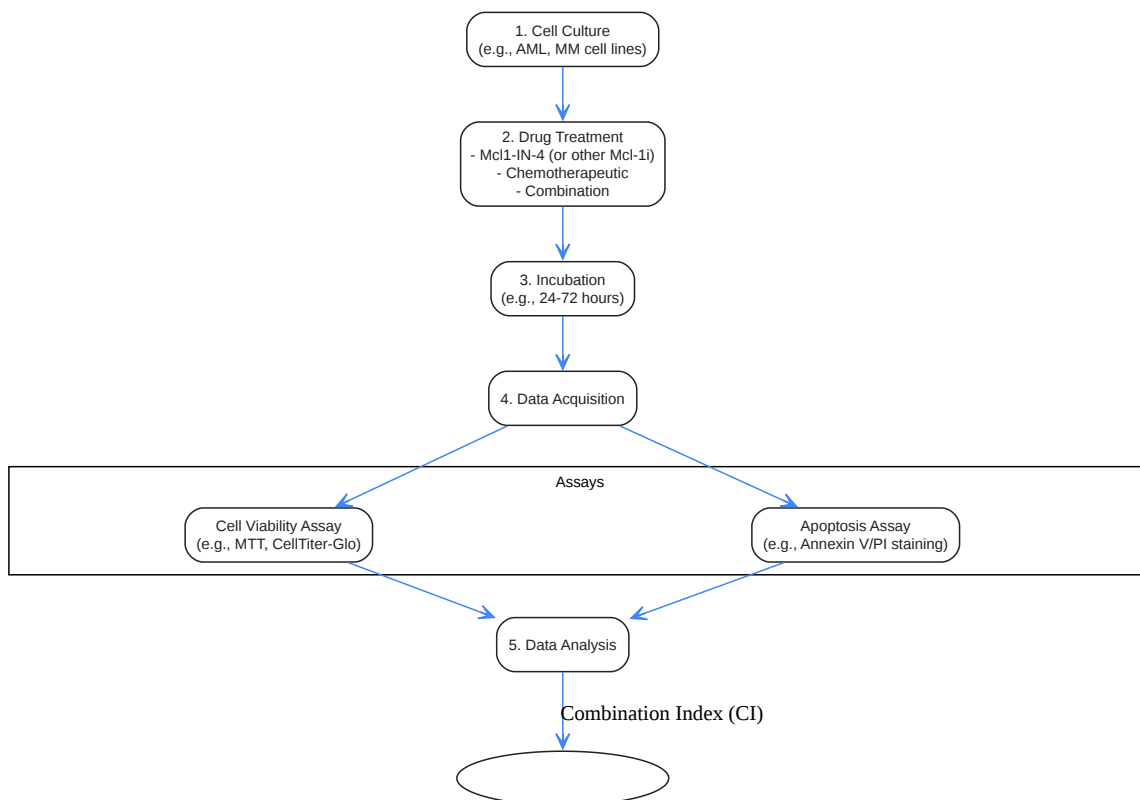 1. Cell Culture
(e.g., AML, MM cell lines)
2. Drug Treatment
- Mcl1-IN-4 (or other Mcl-1i)
- Chemotherapeutic
- Combination
3. Incubation
(e.g., 24-72 hours)
4. Data Acquisition
Assays
Cell Viability Assay
(e.g., MTT, CellTiter-Glo)
Apoptosis Assay
(e.g., Annexin V/PI staining)
5. Data Analysis
Combination Index (CI)